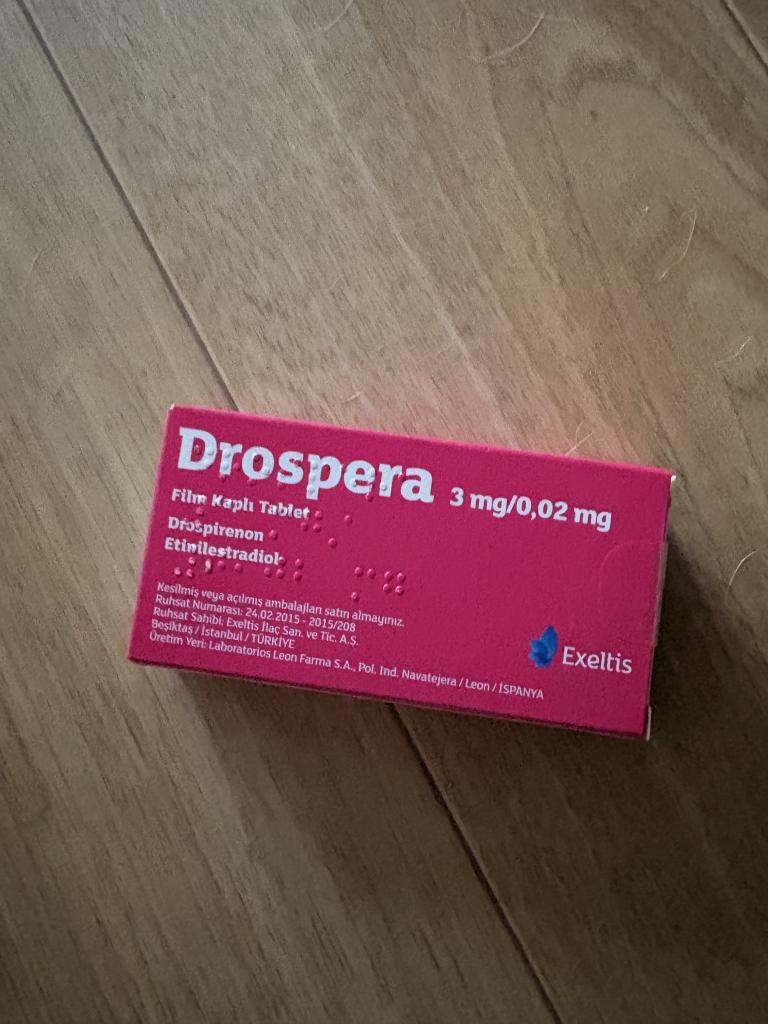 Drospera 3 mg/0,02 mg
Film Kaplı Tablet
Drospirenon
Etinilestradiol
Kesilmiş veya açılmış ambalajları satın almayınız.
Ruhsat Numarası: 24.02.2015 - 2015/208
Ruhsat Sahibi: Exeltis İlaç San. ve Tic. A.Ş.
Beşiktaş / İstanbul / TÜRKİYE
Üretim Yeri: Laboratorios Leon Farma S.A., Pol. Ind. Navatejera / Leon / İSPANYA
Exeltis